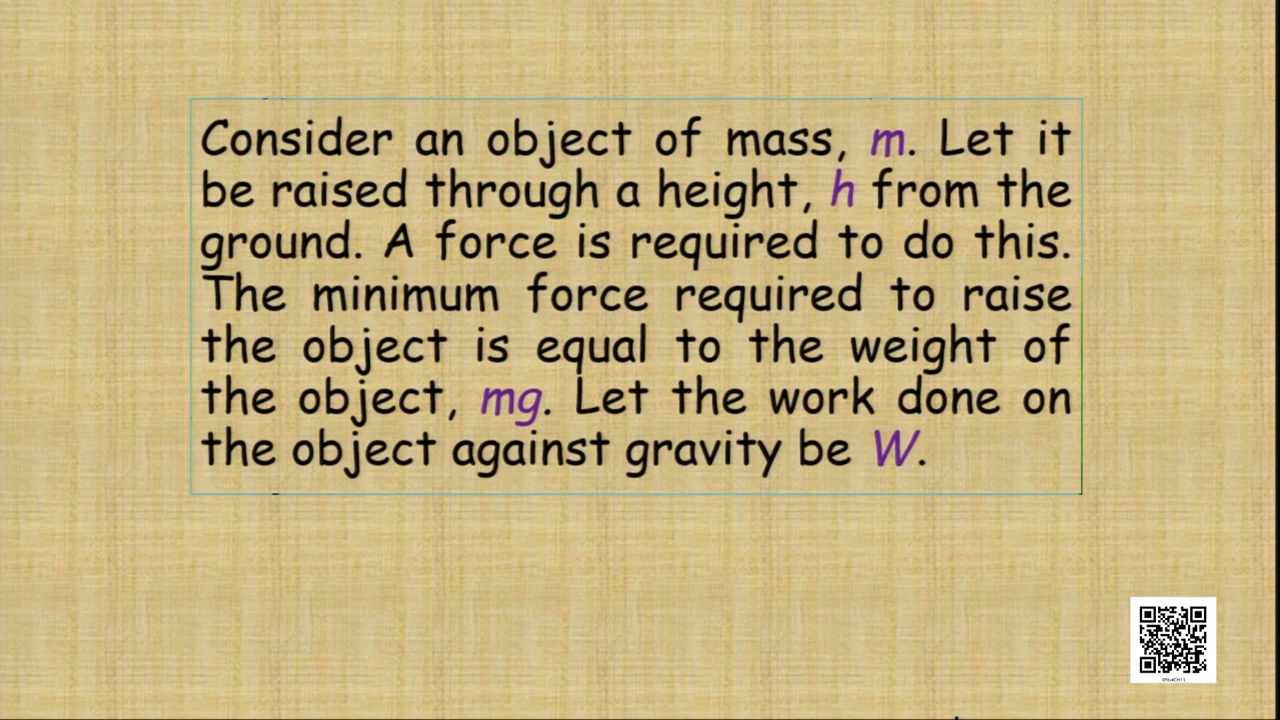 Consider an object of mass, m. Let it
be raised through a height, h from the
ground. A force is required to do this.
The minimum force required to raise
the object is equal to the weight of
the object, mg. Let the work done on
the object against gravity be W.